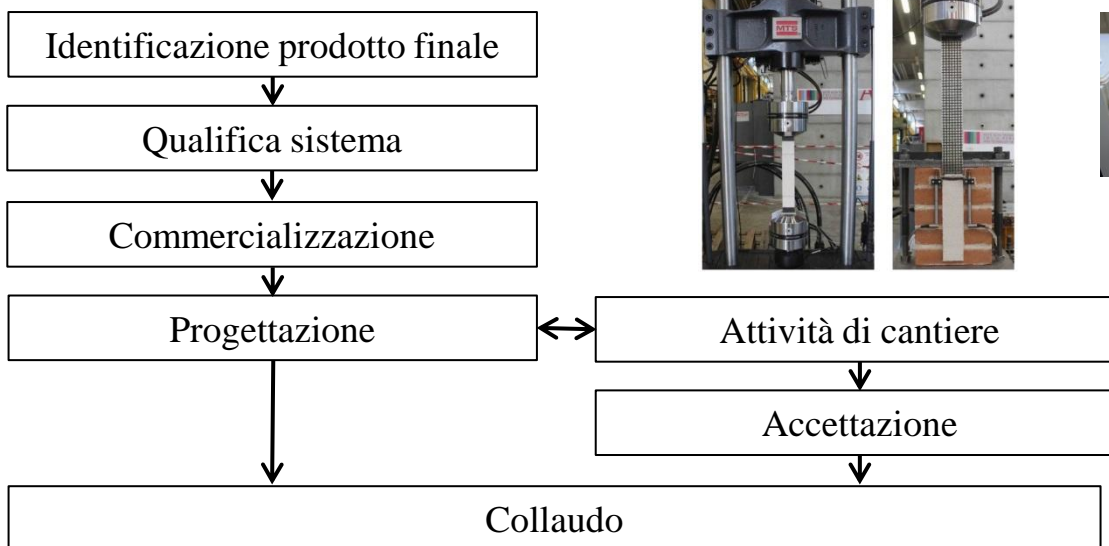 Identificazione prodotto finale
Qualifica sistema
Commercializzazione
Progettazione
Attività di cantiere
Accettazione
Collaudo
MTS